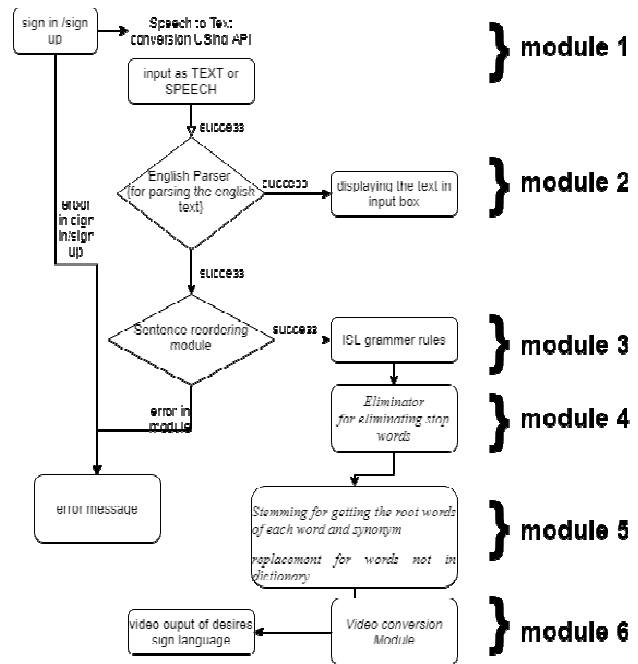 sign in /sign
up
Speech to Text
conversion USing API
module 1
input as TEXT or
SPEECH
success
English Parser
(for parsing the english
text)
success
displaying the text in
input box
module 2
error
in sign
in/sign
up
success
Sentence reordering
module
success
ISL grammer rules
module 3
error in
module
Eliminator
for eliminating stop
words
module 4
error message
Stemming for getting the root words
of each word and synonym
replacement for words not in
dictionary
module 5
video ouput of desires
sign language
Video conversion
Module
module 6